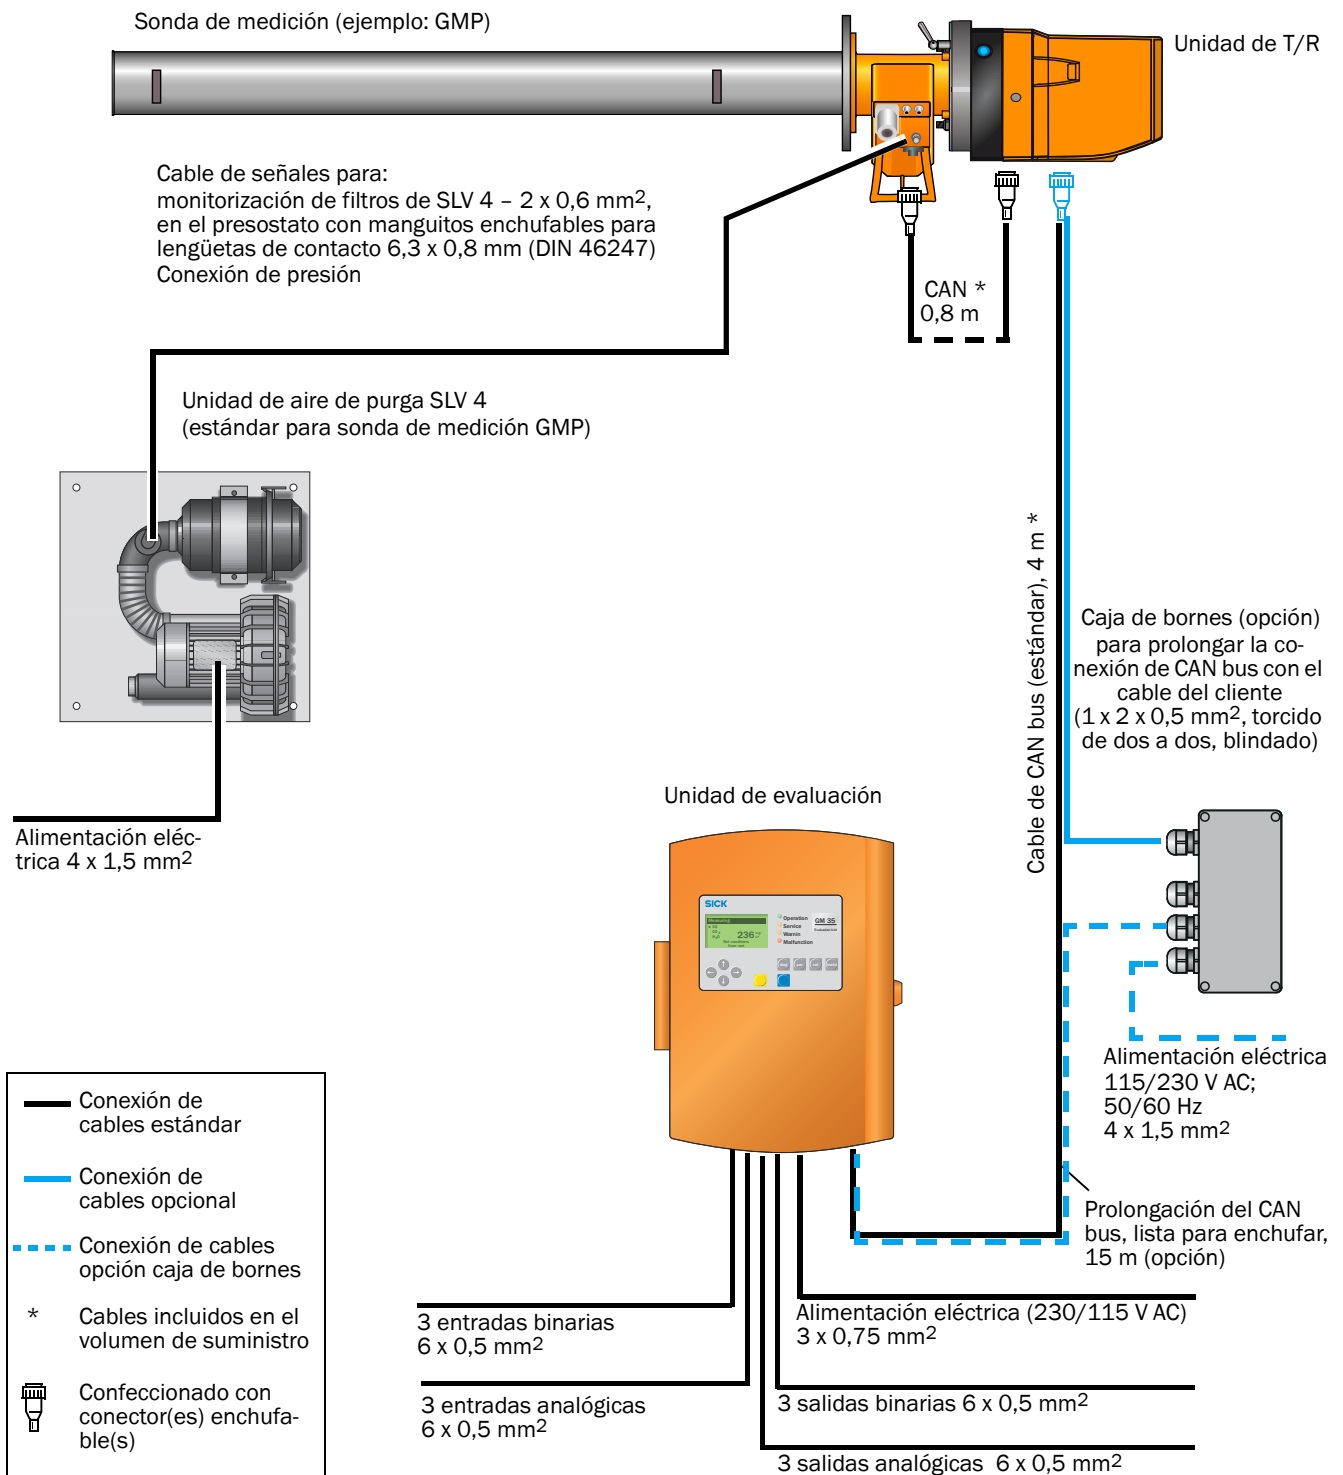 Sonda de medición (ejemplo: GMP)
Unidad de T/R
Cable de señales para:
monitorización de filtros de SLV 4 – 2 x 0,6 mm²,
en el presostato con manguitos enchufables para
lengüetas de contacto 6,3 x 0,8 mm (DIN 46247)
Conexión de presión
CAN *
0,8 m
Unidad de aire de purga SLV 4
(estándar para sonda de medición GMP)
Cable de CAN bus (estándar), 4 m *
Caja de bornes (opción)
para prolongar la co-
nexión de CAN bus con el
cable del cliente
(1 x 2 x 0,5 mm², torcido
de dos a dos, blindado)
Alimentación eléc-
trica 4 x 1,5 mm²
Unidad de evaluación
SICK
Measuring
236
Operation
Service
Warnin
Malfunction
GM 35
Alimentación eléctrica
115/230 V AC;
50/60 Hz
4 x 1,5 mm²
Prolongación del CAN
bus, lista para enchufar,
15 m (opción)
Conexión de
cables estándar
Conexión de
cables opcional
Conexión de cables
opción caja de bornes
* Cables incluidos en el
volumen de suministro
Confeccionado con
conector(es) enchufa-
ble(s)
3 entradas binarias
6 x 0,5 mm²
3 entradas analógicas
6 x 0,5 mm²
Alimentación eléctrica (230/115 V AC)
3 x 0,75 mm²
3 salidas binarias 6 x 0,5 mm²
3 salidas analógicas 6 x 0,5 mm²